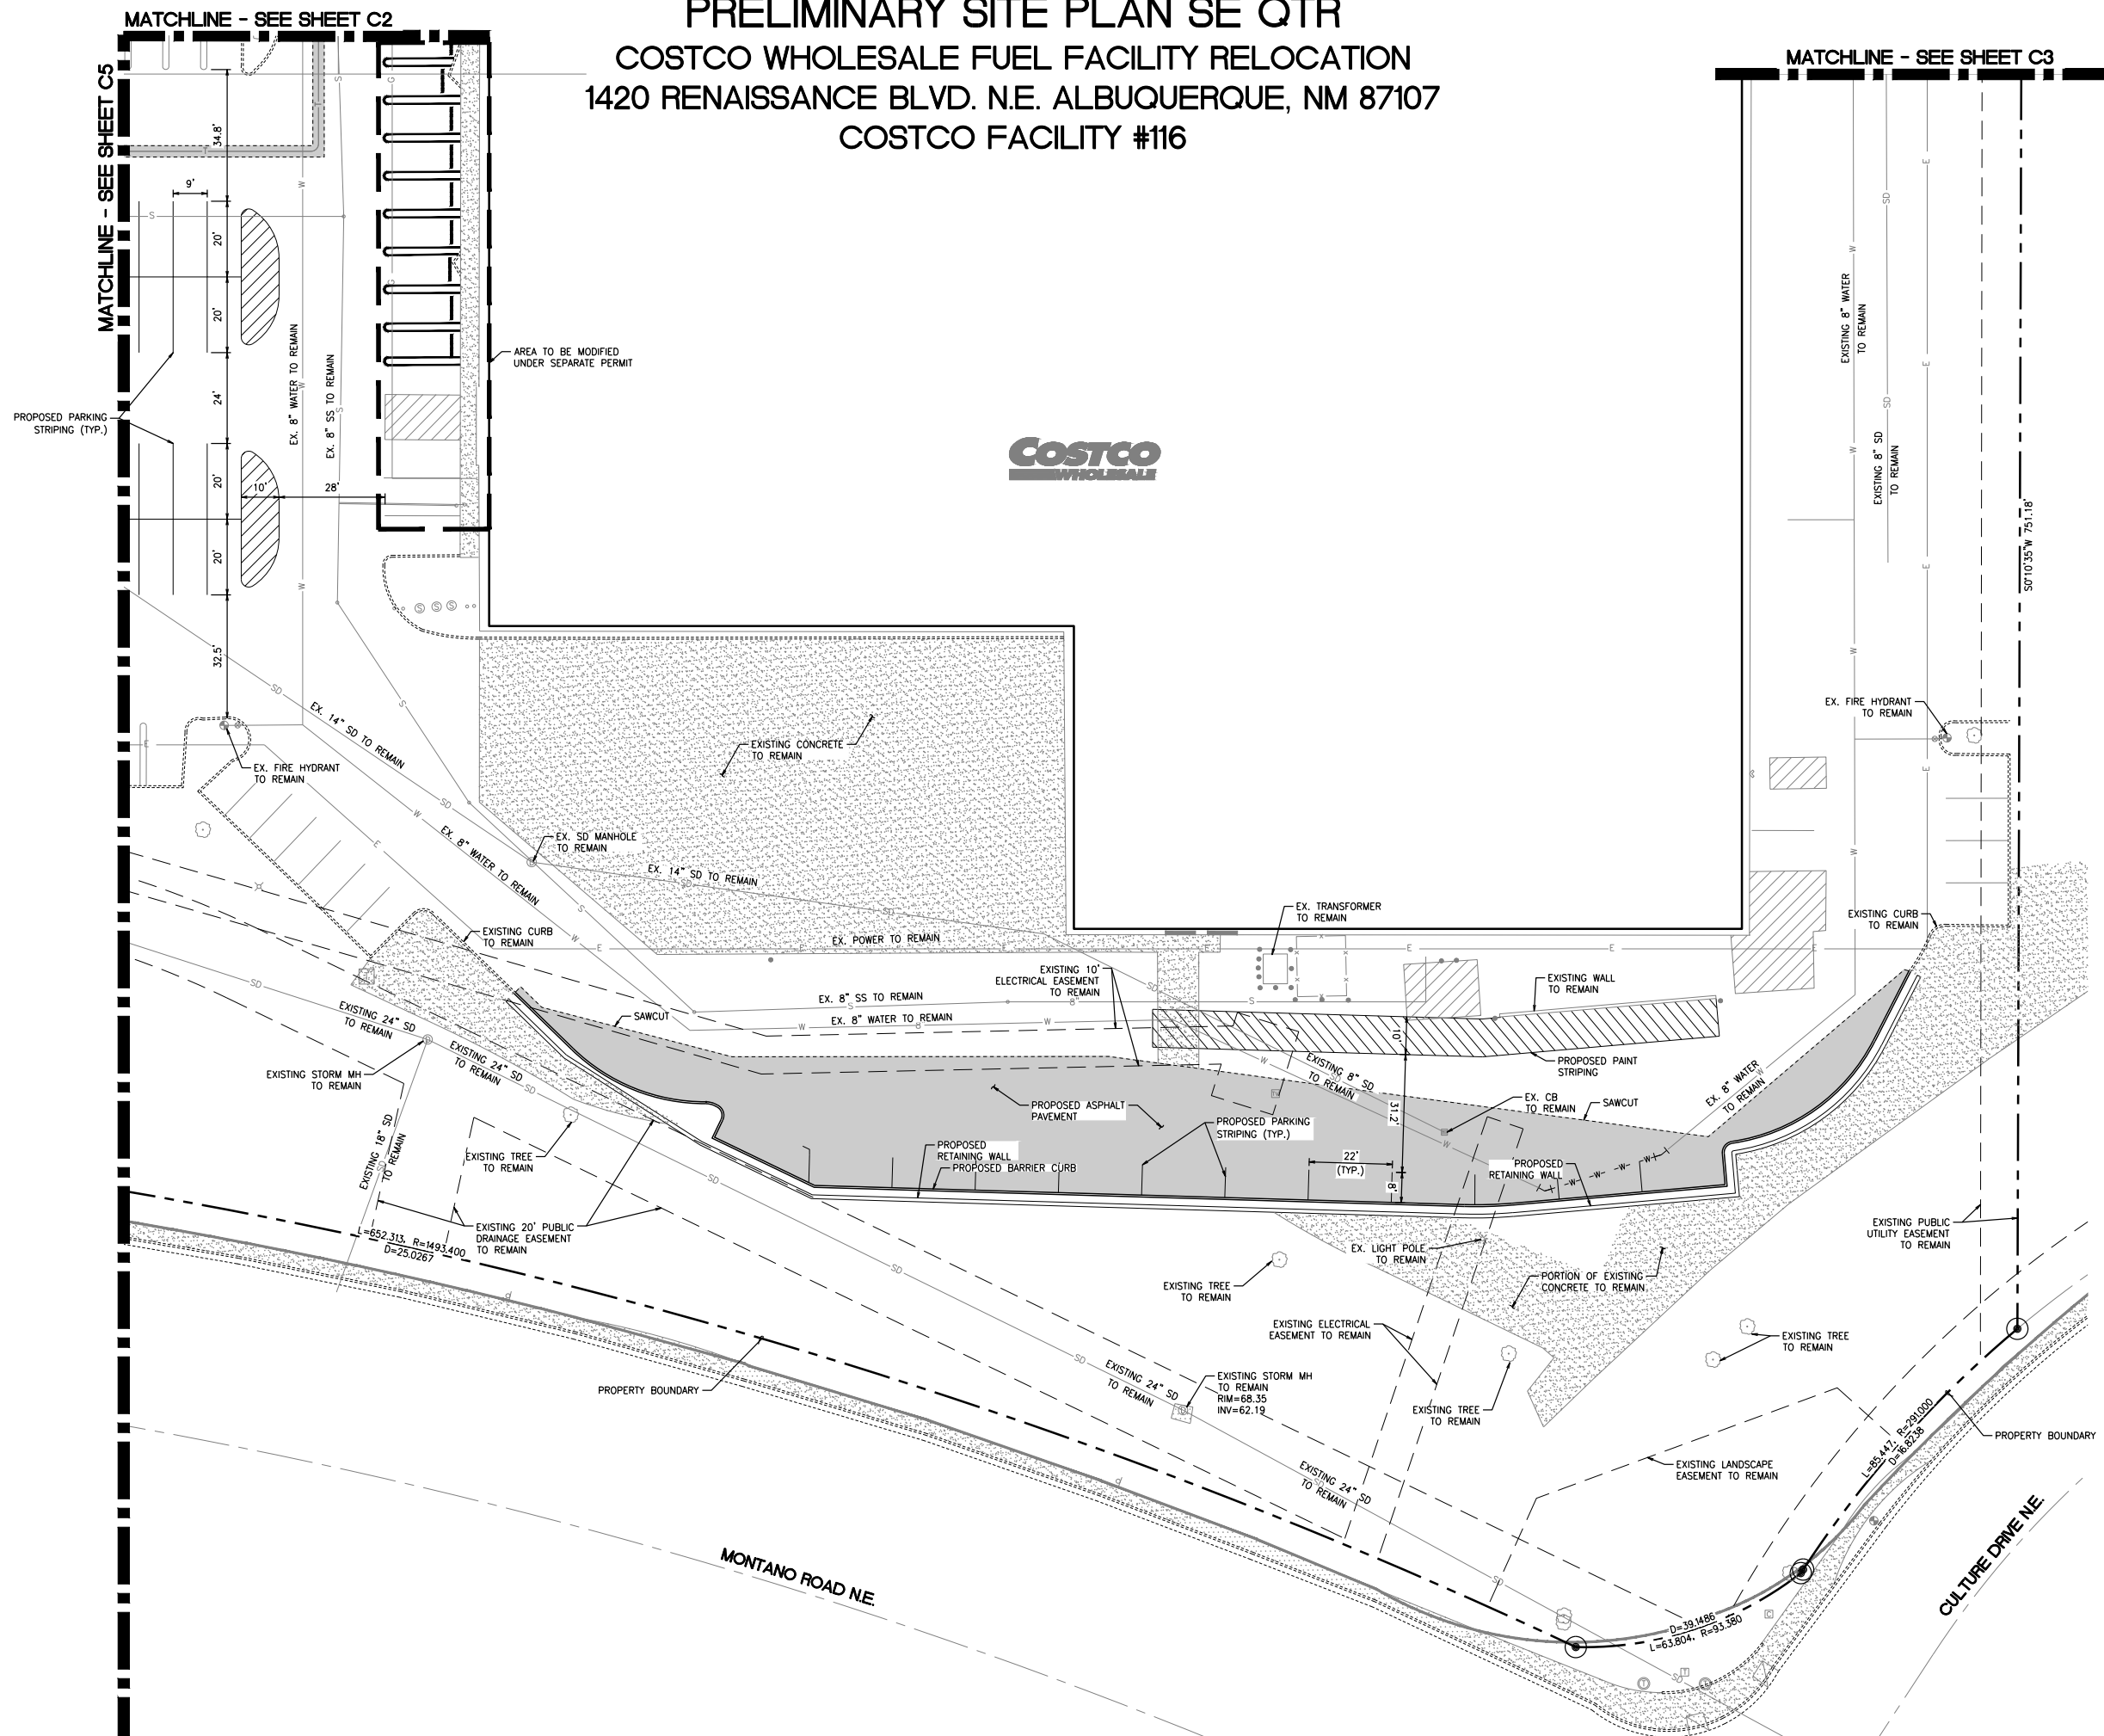 MATCHLINE - SEE SHEET C2
PRELIMINARY SITE PLAN SE QTR
COSTCO WHOLESALE FUEL FACILITY RELOCATION
1420 RENAISSANCE BLVD. N.E. ALBUQUERQUE, NM 87107
COSTCO FACILITY #116
MATCHLINE - SEE SHEET C3
MATCHLINE - SEE SHEET C5
34.8'
9'
20'
20'
24'
20'
20'
10'
28'
32.5'
EX. 8" WATER TO REMAIN
EX. 8" SS TO REMAIN
AREA TO BE MODIFIED
UNDER SEPARATE PERMIT
PROPOSED PARKING
STRIPING (TYP.)
COSTCO
WHOLESALE
EXISTING 8" WATER
TO REMAIN
EXISTING 8" SD
TO REMAIN
S0°10'35"W 751.18'
EX. FIRE HYDRANT
TO REMAIN
EX. 14" SD TO REMAIN
EX. FIRE HYDRANT
TO REMAIN
EXISTING CONCRETE
TO REMAIN
EX. 8" WATER TO REMAIN
EX. SD MANHOLE
TO REMAIN
EX. 14" SD TO REMAIN
EX. TRANSFORMER
TO REMAIN
EXISTING CURB
TO REMAIN
EXISTING CURB
TO REMAIN
EX. POWER TO REMAIN
EXISTING 10'
ELECTRICAL EASEMENT
TO REMAIN
EXISTING WALL
TO REMAIN
EX. 8" SS TO REMAIN
EX. 8" WATER TO REMAIN
SAWCUT
EXISTING 24" SD
TO REMAIN
EXISTING 24" SD
TO REMAIN
EXISTING STORM MH
TO REMAIN
10'
EXISTING 8" SD
TO REMAIN
PROPOSED PAINT
STRIPING
EX. 8" WATER
TO REMAIN
EX. CB
TO REMAIN
SAWCUT
PROPOSED ASPHALT
PAVEMENT
PROPOSED PARKING
STRIPING (TYP.)
31.2'
22'
(TYP.)
8'
PROPOSED
RETAINING WALL
PROPOSED BARRIER CURB
PROPOSED
RETAINING WALL
EXISTING 18" SD
TO REMAIN
EXISTING TREE
TO REMAIN
EXISTING 20' PUBLIC
DRAINAGE EASEMENT
TO REMAIN
L=652.313, R=1493.400
D=25.0267
EXISTING PUBLIC
UTILITY EASEMENT
TO REMAIN
EX. LIGHT POLE
TO REMAIN
EXISTING TREE
TO REMAIN
PORTION OF EXISTING
CONCRETE TO REMAIN
EXISTING ELECTRICAL
EASEMENT TO REMAIN
EXISTING TREE
TO REMAIN
PROPERTY BOUNDARY
EXISTING 24" SD
TO REMAIN
EXISTING STORM MH
TO REMAIN
RIM=68.35
INV=62.19
EXISTING TREE
TO REMAIN
L=85.447, R=291.000
D=16.8238
PROPERTY BOUNDARY
EXISTING LANDSCAPE
EASEMENT TO REMAIN
EXISTING 24" SD
TO REMAIN
MONTANO ROAD N.E.
CULTURE DRIVE N.E.
D=39.1486
L=63.804, R=93.380